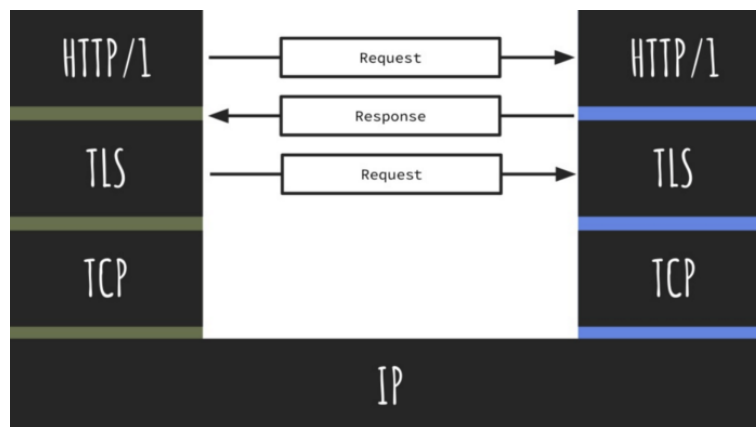 HTTP/1
Request
HTTP/1
Response
TLS
Request
TLS
TCP
TCP
IP